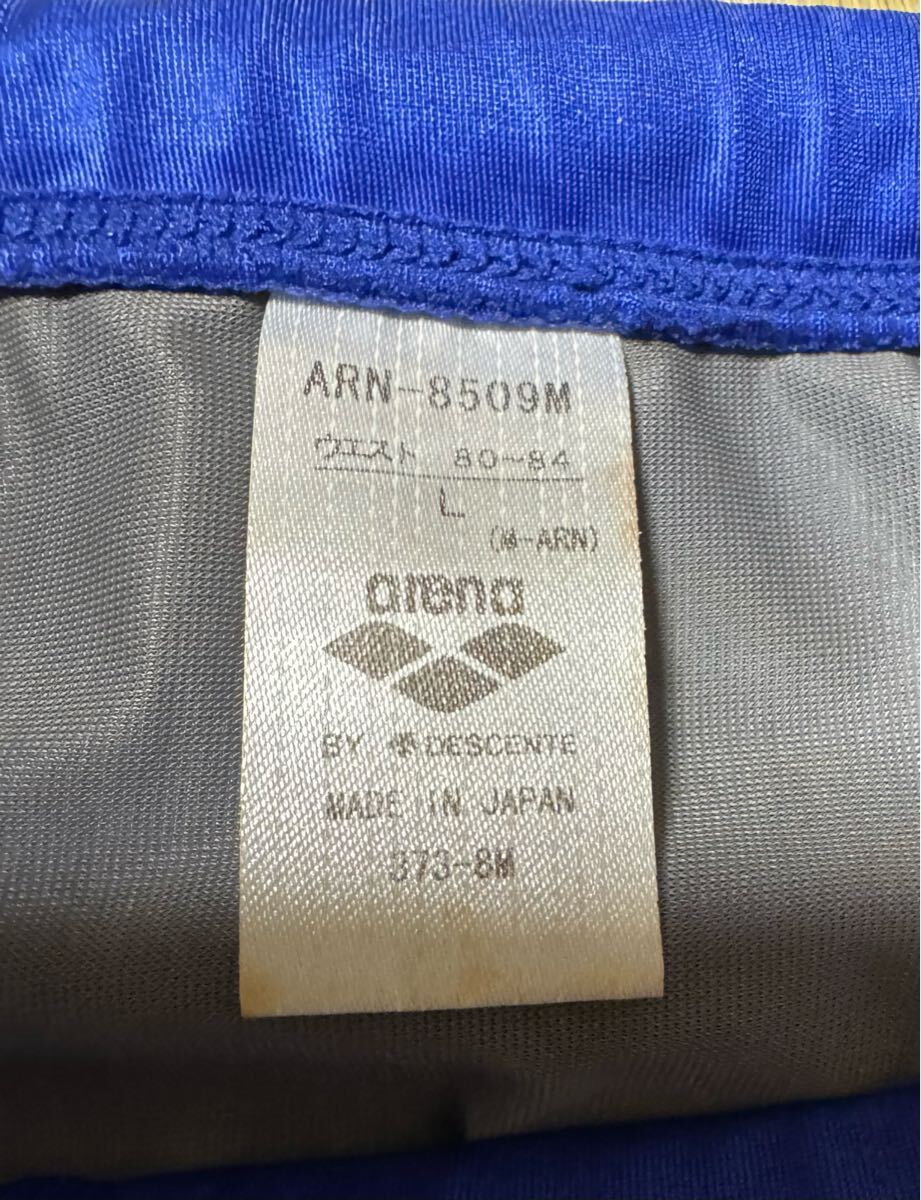 ARN-8509M
ウエスト 80-84
L
(M-ARN)
arena
BY DESCENTE
MADE IN JAPAN
373-8M